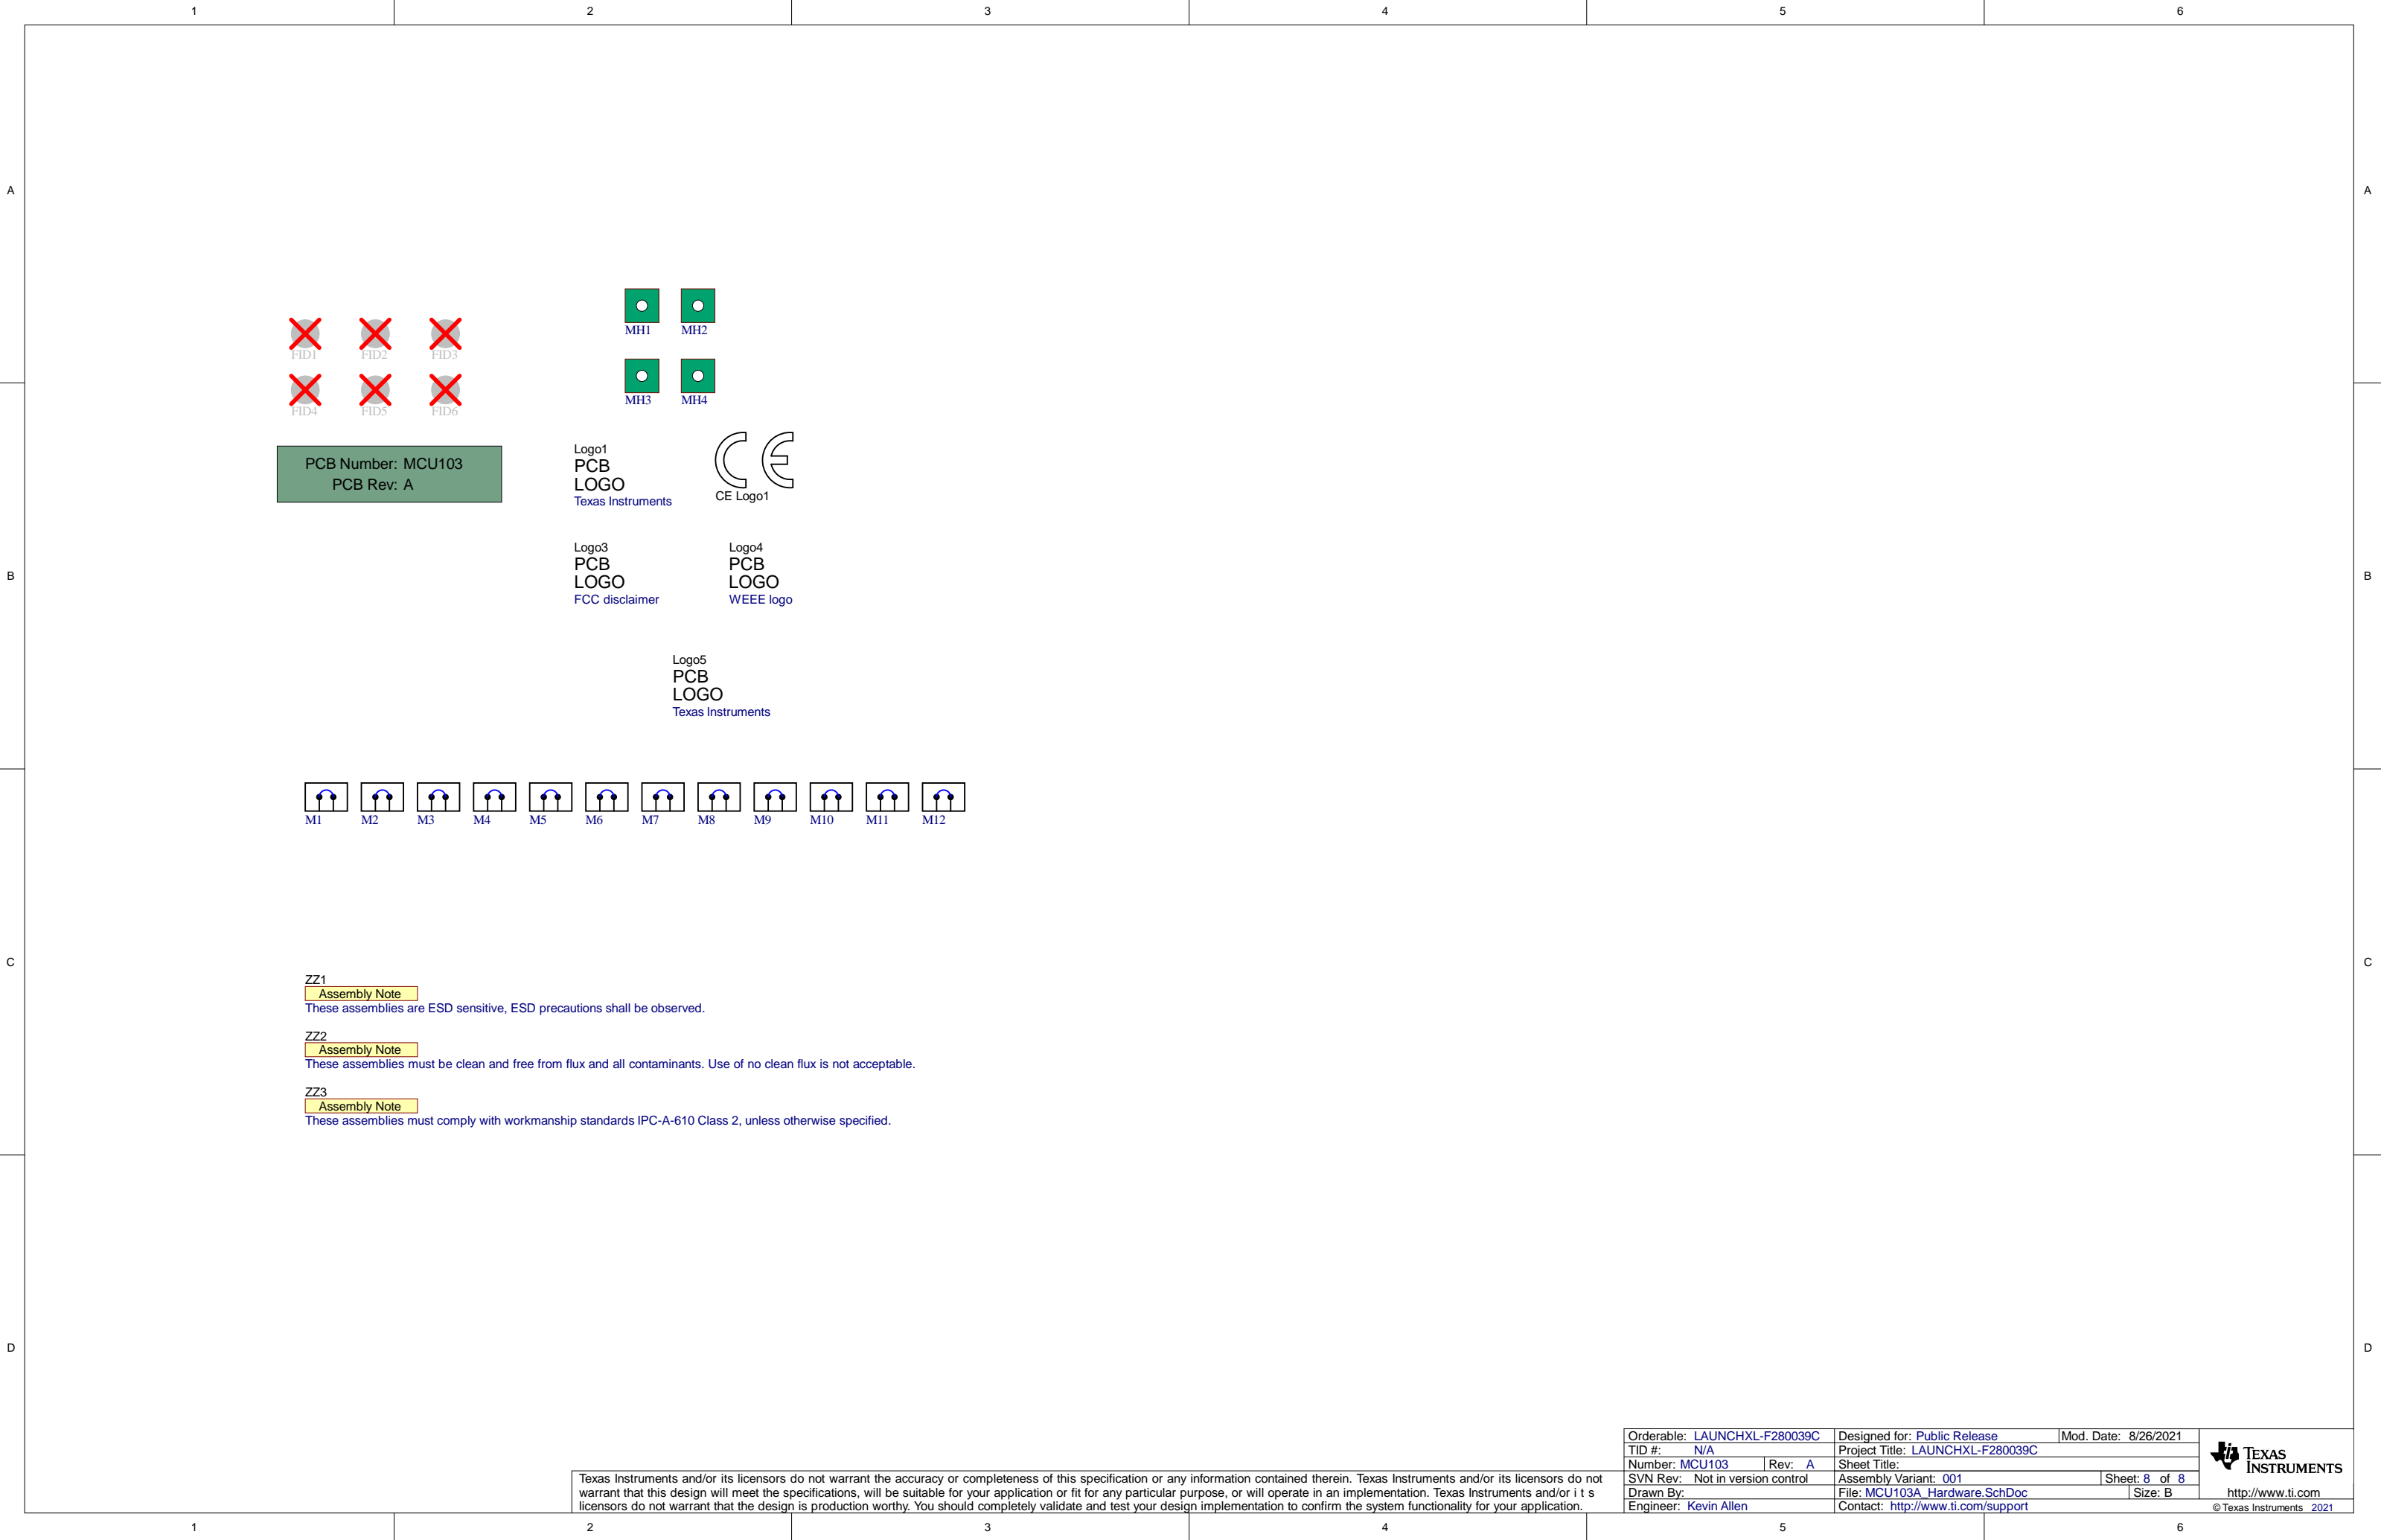 1 2 3 4 5 6
A A
MH1 MH2
FID1 FID2 FID3
MH3 MH4
FID4 FID5 FID6
PCB Number: MCU103
PCB Rev: A
Logo1
PCB
LOGO
Texas Instruments
CE
CE Logo1
Logo3
PCB
LOGO
FCC disclaimer
Logo4
PCB
LOGO
WEEE logo
B B
Logo5
PCB
LOGO
Texas Instruments
M1 M2 M3 M4 M5 M6 M7 M8 M9 M10 M11 M12
C C
ZZ1
Assembly Note
These assemblies are ESD sensitive, ESD precautions shall be observed.
ZZ2
Assembly Note
These assemblies must be clean and free from flux and all contaminants. Use of no clean flux is not acceptable.
ZZ3
Assembly Note
These assemblies must comply with workmanship standards IPC-A-610 Class 2, unless otherwise specified.
D D
Texas Instruments and/or its licensors do not warrant the accuracy or completeness of this specification or any information contained therein. Texas Instruments and/or its licensors do not
warrant that this design will meet the specifications, will be suitable for your application or fit for any particular purpose, or will operate in an implementation. Texas Instruments and/or i t s
licensors do not warrant that the design is production worthy. You should completely validate and test your design implementation to confirm the system functionality for your application.
Orderable: LAUNCHXL-F280039C Designed for: Public Release Mod. Date: 8/26/2021
TID #: N/A Project Title: LAUNCHXL-F280039C
Number: MCU103 Rev: A Sheet Title:
SVN Rev: Not in version control Assembly Variant: 001 Sheet: 8 of 8
Drawn By: File: MCU103A_Hardware.SchDoc Size: B
Engineer: Kevin Allen Contact: http://www.ti.com/support
TEXAS
INSTRUMENTS
http://www.ti.com
© Texas Instruments 2021
1 2 3 4 5 6